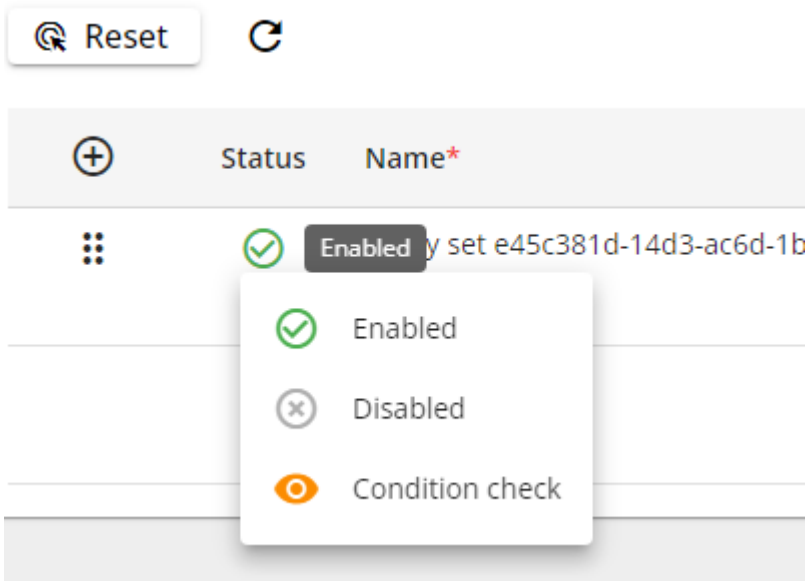 Reset
Status Name*
Enabled y set e45c381d-14d3-ac6d-1b
Enabled
Disabled
Condition check